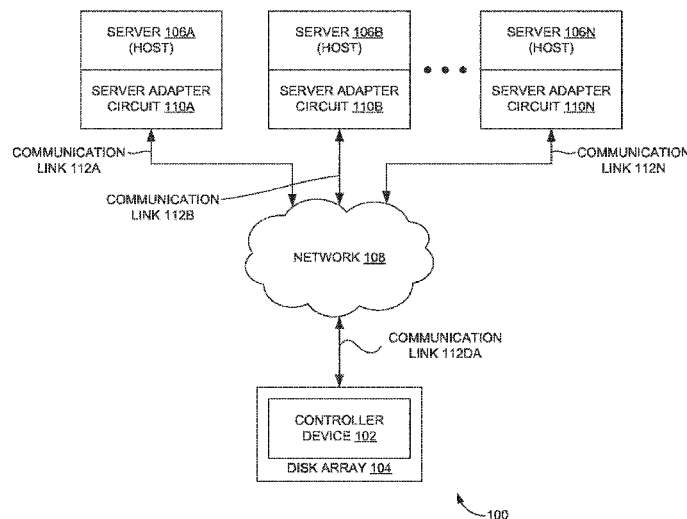 SERVER 106A
(HOST)
SERVER ADAPTER
CIRCUIT 110A
SERVER 106B
(HOST)
SERVER ADAPTER
CIRCUIT 110B
SERVER 106N
(HOST)
SERVER ADAPTER
CIRCUIT 110N
COMMUNICATION
LINK 112A
COMMUNICATION
LINK 112B
COMMUNICATION
LINK 112N
NETWORK 108
COMMUNICATION
LINK 112DA
CONTROLLER
DEVICE 102
DISK ARRAY 104
100